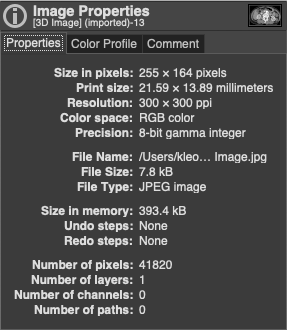 Image Properties
[3D Image] (imported)-13
Properties Color Profile Comment
Size in pixels: 255 × 164 pixels
Print size: 21.59 × 13.89 millimeters
Resolution: 300 × 300 ppi
Color space: RGB color
Precision: 8-bit gamma integer
File Name: /Users/kleo… Image.jpg
File Size: 7.8 kB
File Type: JPEG image
Size in memory: 393.4 kB
Undo steps: None
Redo steps: None
Number of pixels: 41820
Number of layers: 1
Number of channels: 0
Number of paths: 0